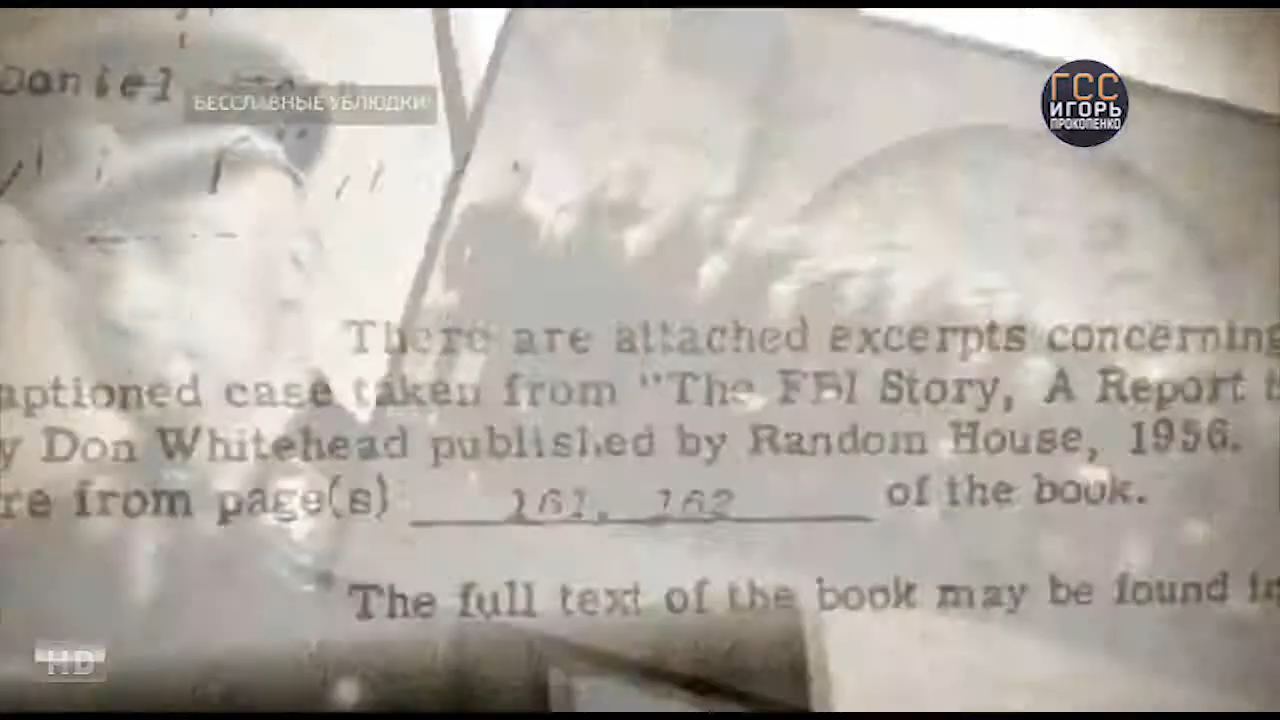 Daniel
БЕССЛАВНЫЕ УБЛЮДКИ
ГСС
ИГОРЬ
ПРОКОПЕНКО
There are attached excerpts concerning
aptioned case taken from "The FBI Story, A Report t
y Don Whitehead published by Random House, 1956.
re from page(s) 161, 162 of the book.
The full text of the book may be found in
HD